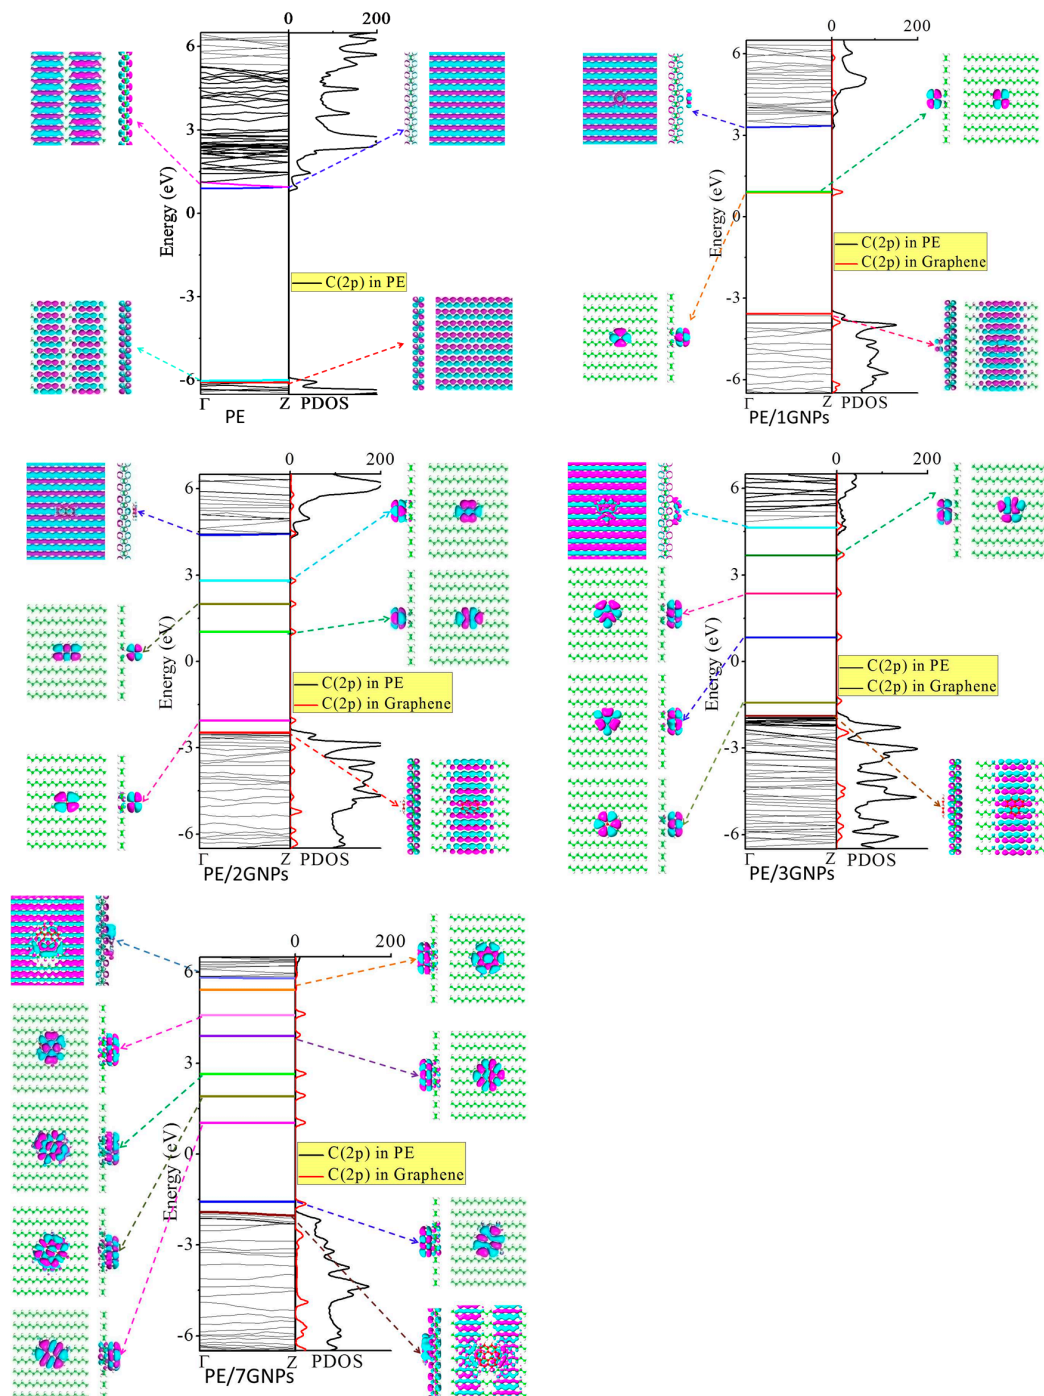 0 200
6
3
0
-3
-6
Energy (eV)
C(2p) in PE
Γ Z PDOS
PE
0 200
6
3
0
-3
-6
Energy (eV)
C(2p) in PE
C(2p) in Graphene
Γ Z PDOS
PE/1GNPs
0 200
6
3
0
-3
-6
Energy (eV)
C(2p) in PE
C(2p) in Graphene
Γ Z PDOS
PE/2GNPs
0 200
6
3
0
-3
-6
Energy (eV)
C(2p) in PE
C(2p) in Graphene
Γ Z PDOS
PE/3GNPs
0 200
6
3
0
-3
-6
Energy (eV)
C(2p) in PE
C(2p) in Graphene
Γ Z PDOS
PE/7GNPs